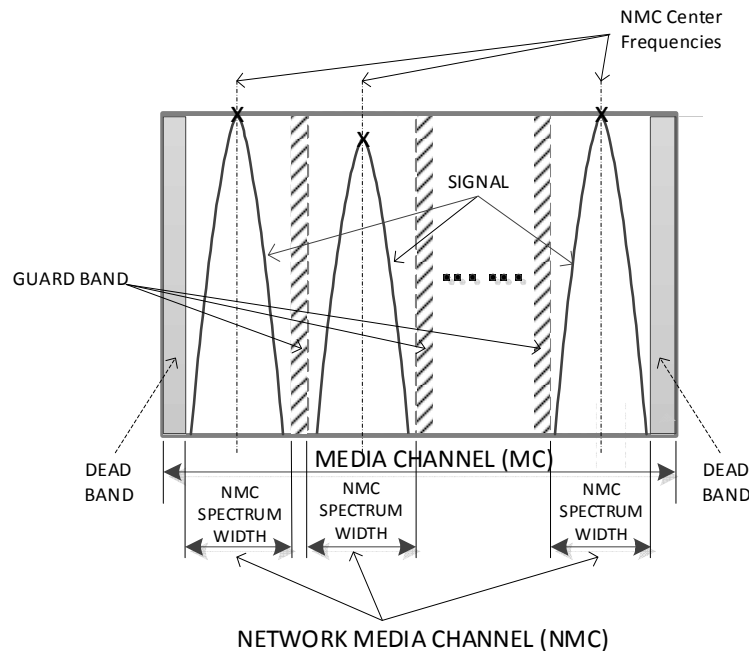 NMC Center
Frequencies
X
X
X
SIGNAL
GUARD BAND
DEAD
BAND
MEDIA CHANNEL (MC)
DEAD
BAND
NMC
SPECTRUM
WIDTH
NMC
SPECTRUM
WIDTH
NMC
SPECTRUM
WIDTH
NETWORK MEDIA CHANNEL (NMC)